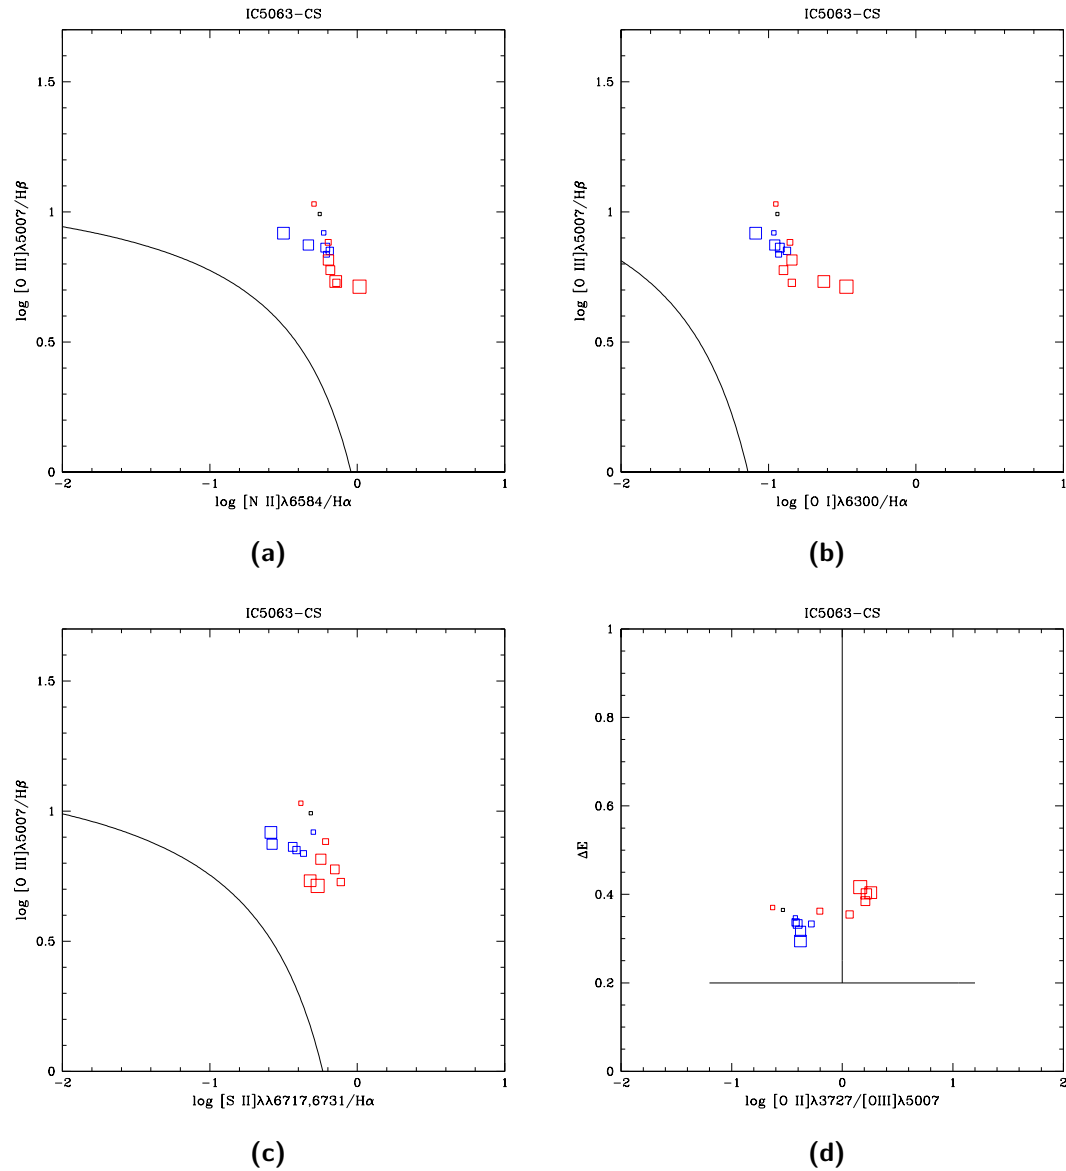 IC5063-CS
IC5063-CS
1.5
1
0.5
0
log [O III]λ5007/Hβ
-2
-1
0
1
log [N II]λ6584/Hα
(a)
1.5
1
0.5
0
log [O III]λ5007/Hβ
-2
-1
0
1
log [O I]λ6300/Hα
(b)
IC5063-CS
IC5063-CS
1.5
1
0.5
0
log [O III]λ5007/Hβ
-2
-1
0
1
log [S II]λλ6717,6731/Hα
(c)
1
0.8
0.6
0.4
0.2
0
ΔE
-2
-1
0
1
2
log [O II]λ3727/[OIII]λ5007
(d)